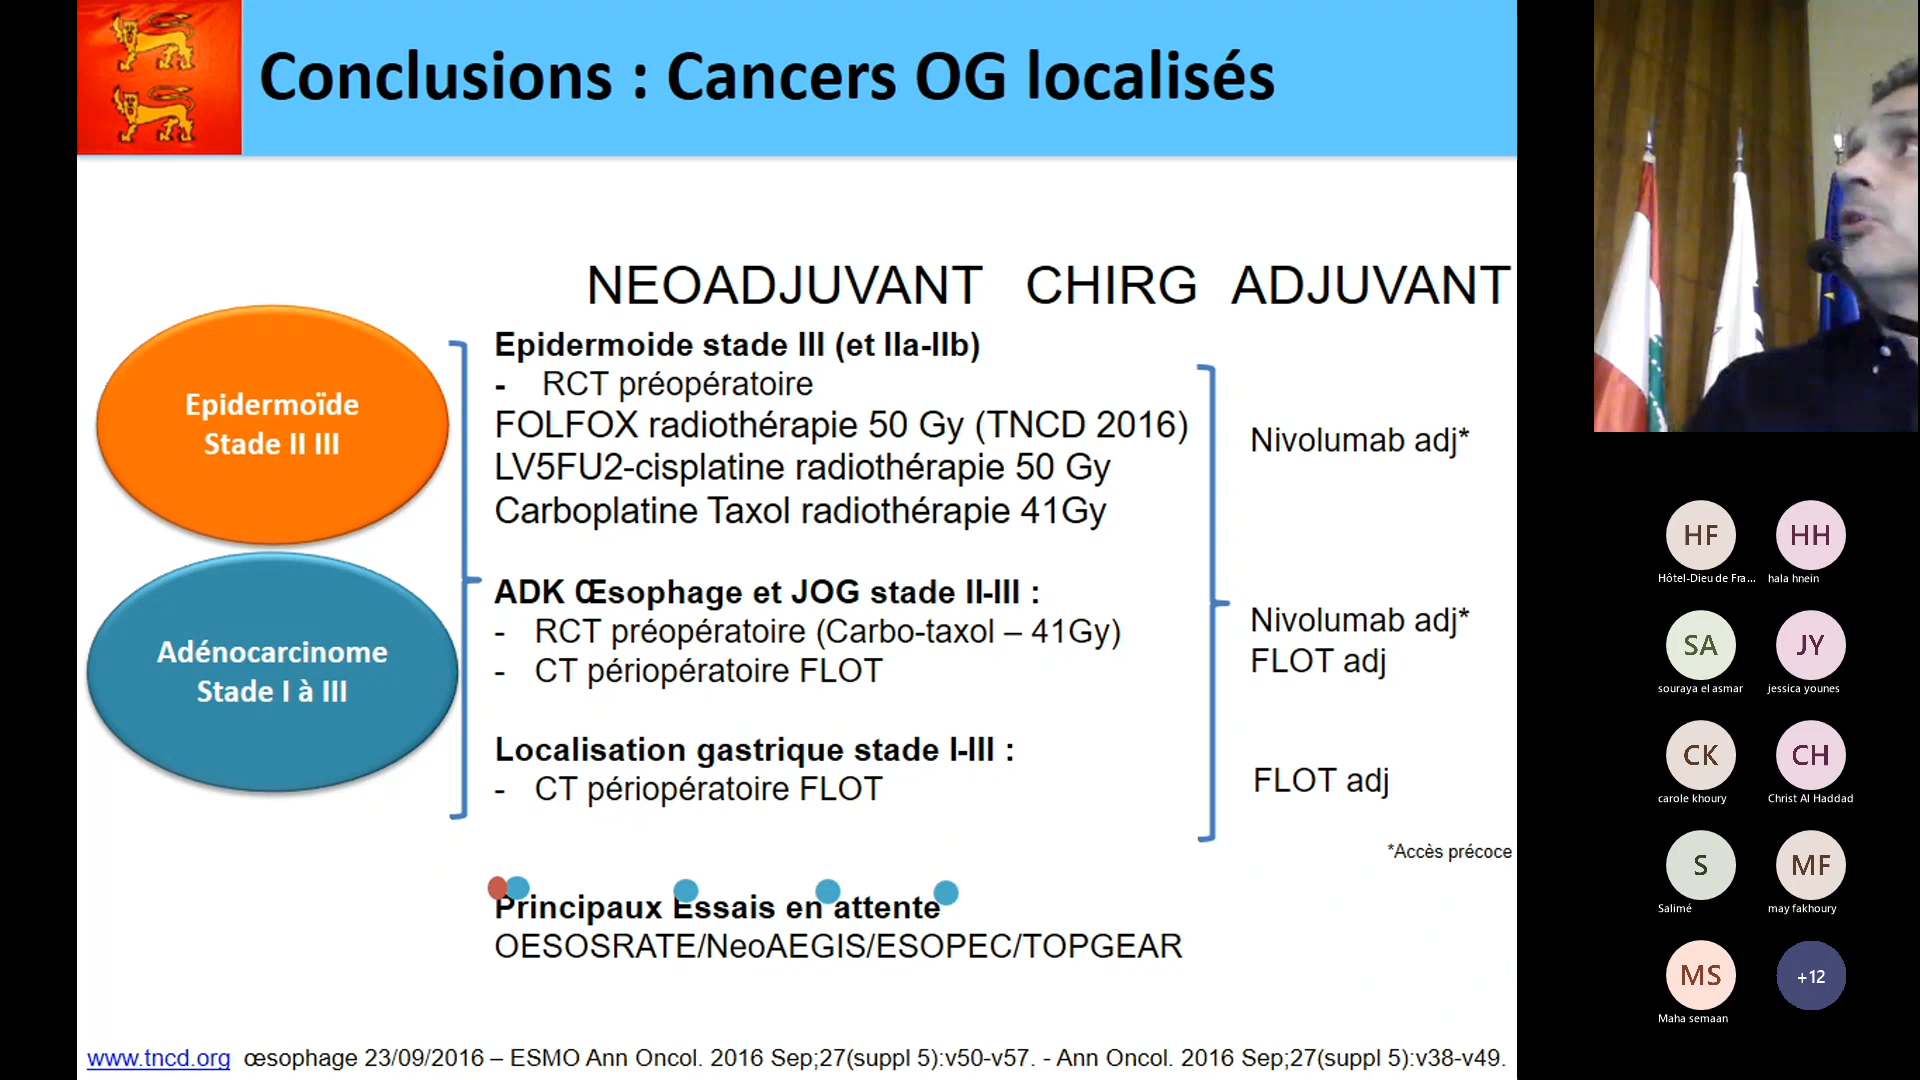 Conclusions : Cancers OG localisés
NEOADJUVANT CHIRG ADJUVANT
Epidermoïde
Stade II III
Adénocarcinome
Stade I à III
Epidermoide stade III (et IIa-IIb)
- RCT préopératoire
FOLFOX radiothérapie 50 Gy (TNCD 2016)
LV5FU2-cisplatine radiothérapie 50 Gy
Carboplatine Taxol radiothérapie 41Gy
Nivolumab adj*
ADK Œsophage et JOG stade II-III :
- RCT préopératoire (Carbo-taxol – 41Gy)
- CT périopératoire FLOT
Nivolumab adj*
FLOT adj
Localisation gastrique stade I-III :
- CT périopératoire FLOT
FLOT adj
*Accès précoce
Principaux Essais en attente
OESOSRATE/NeoAEGIS/ESOPEC/TOPGEAR
www.tncd.org œsophage 23/09/2016 – ESMO Ann Oncol. 2016 Sep;27(suppl 5):v50-v57. - Ann Oncol. 2016 Sep;27(suppl 5):v38-v49.
HF HH
Hôtel-Dieu de Fra... hala hnein
SA JY
souraya el asmar jessica younes
CK CH
carole khoury Christ Al Haddad
S MF
Salimé may fakhoury
MS +12
Maha semaan